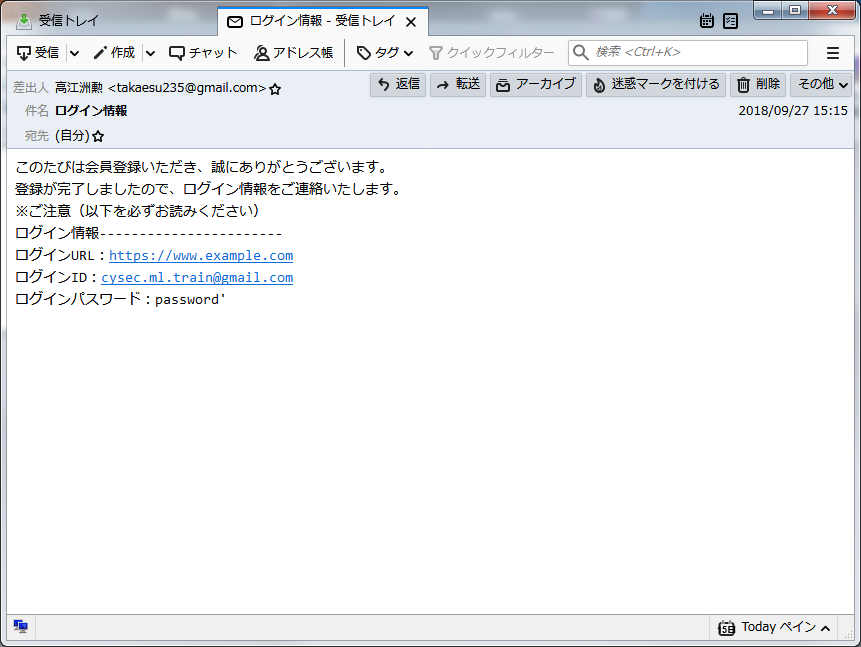 受信トレイ
ログイン情報 - 受信トレイ
受信
作成
チャット
アドレス帳
タグ
クイックフィルター
検索 <Ctrl+K>
差出人 高江洲勲 <takaesu235@gmail.com>
返信
転送
アーカイブ
迷惑マークを付ける
削除
その他
件名 ログイン情報
2018/09/27 15:15
宛先 (自分)
このたびは会員登録いただき、誠にありがとうございます。
登録が完了しましたので、ログイン情報をご連絡いたします。
※ご注意（以下を必ずお読みください）
ログイン情報-----------------------
ログインURL：https://www.example.com
ログインID：cysec.ml.train@gmail.com
ログインパスワード：password'
Today ペイン